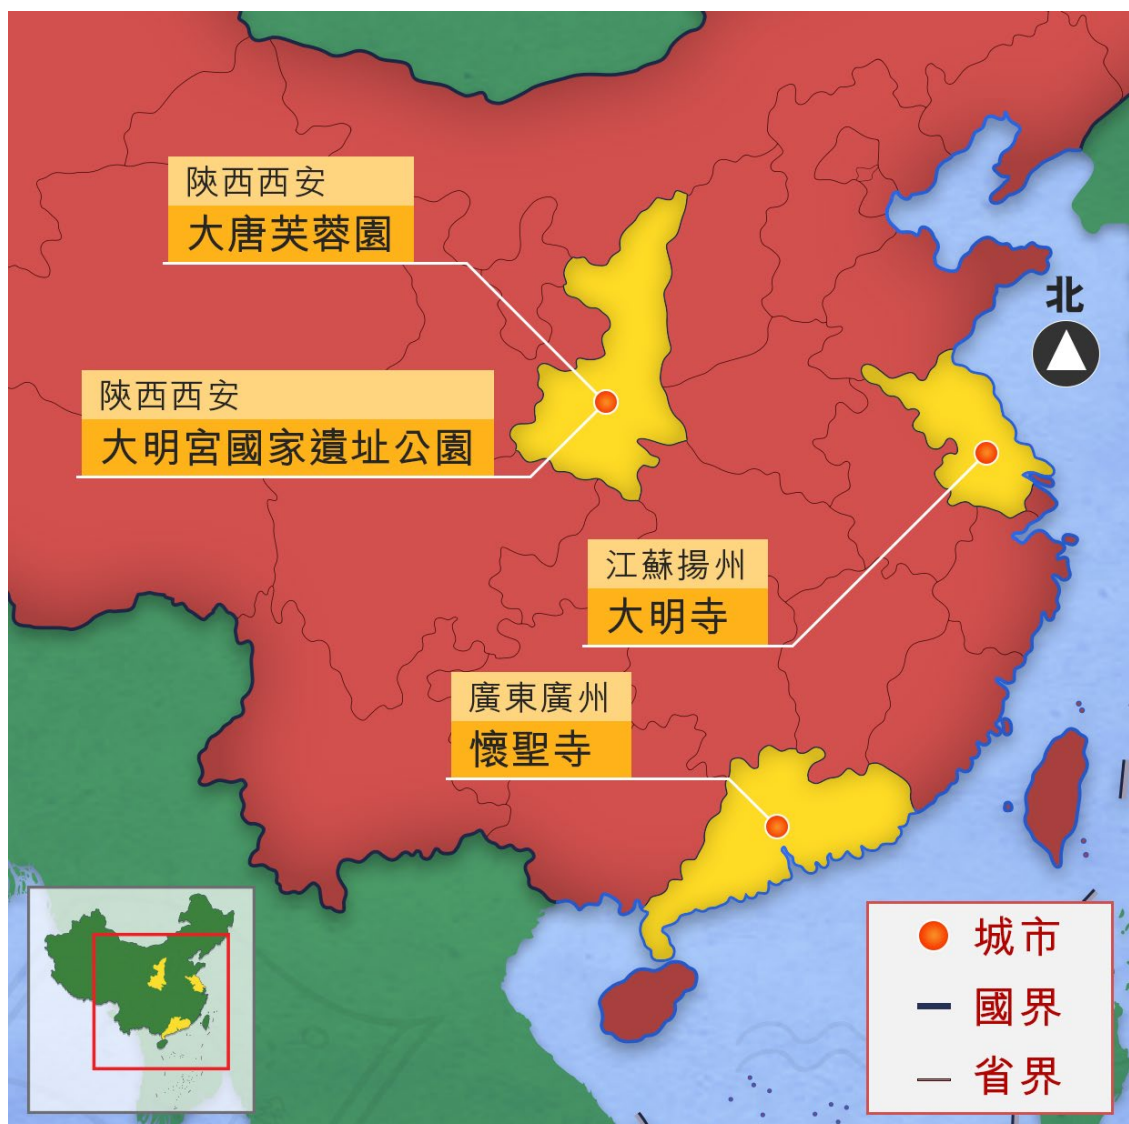 陝西西安
大唐芙蓉園
北
陝西西安
大明宮國家遺址公園
江蘇揚州
大明寺
廣東廣州
懷聖寺
城市
國界
省界